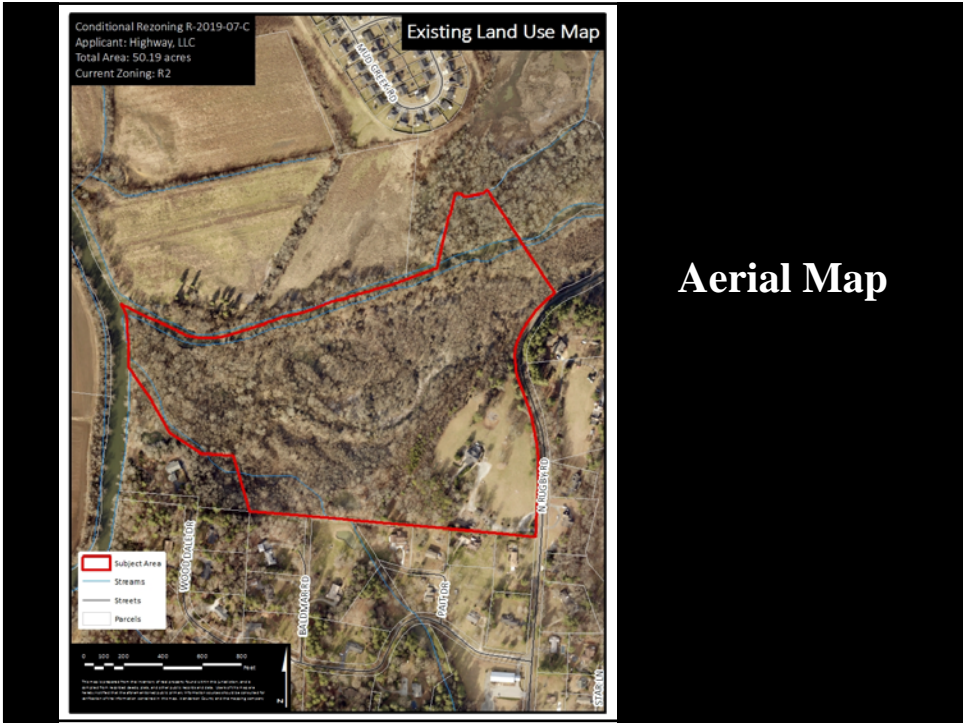 Conditional Rezoning R-2019-07-C
Applicant: Highway, LLC
Total Area: 50.19 acres
Current Zoning: R2
Existing Land Use Map
MUD CREEK RD
Aerial Map
N RUGBY RD
WOOD DALE DR
BALDMAR RD
PAIT DR
STAR LN
Subject Area
Streams
Streets
Parcels
0 100 200 400 600 800
Feet
N